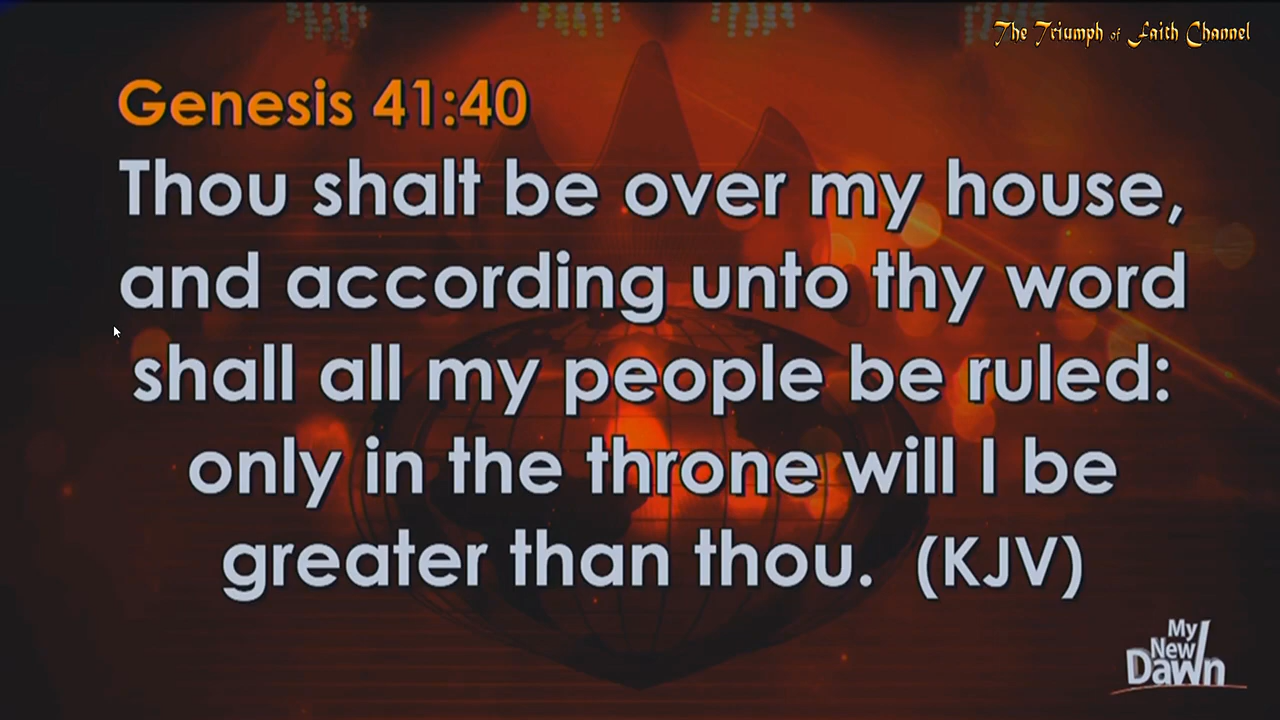 The Triumph of Faith Channel
Genesis 41:40
Thou shalt be over my house,
and according unto thy word
shall all my people be ruled:
only in the throne will I be
greater than thou. (KJV)
My
New
Dawn